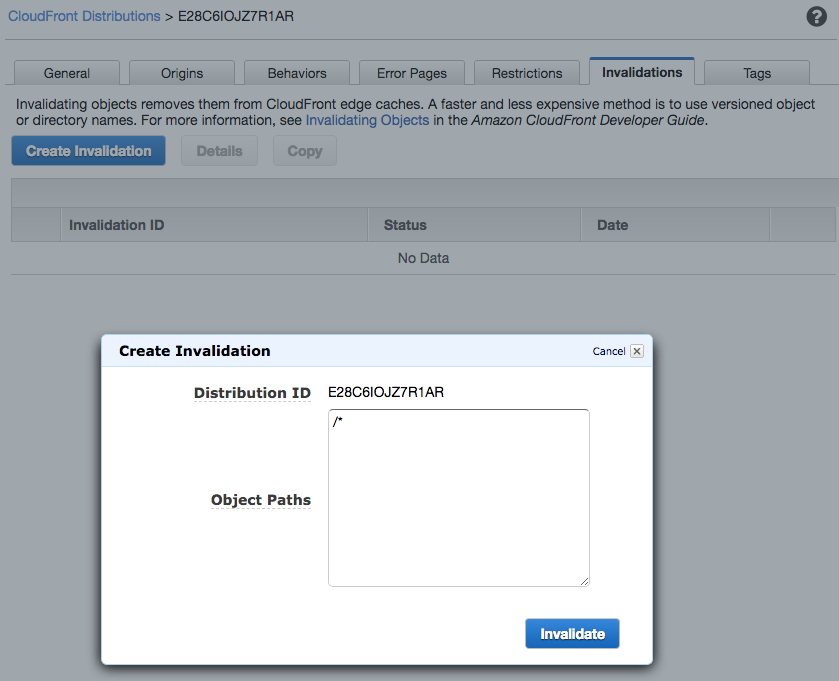 CloudFront Distributions > E28C6IOJZ7R1AR
?
General Origins Behaviors Error Pages Restrictions Invalidations Tags
Invalidating objects removes them from CloudFront edge caches. A faster and less expensive method is to use versioned object
or directory names. For more information, see Invalidating Objects in the Amazon CloudFront Developer Guide.
Create Invalidation Details Copy
Invalidation ID Status Date
No Data
Create Invalidation Cancel
Distribution ID E28C6IOJZ7R1AR
/*
Object Paths
Invalidate